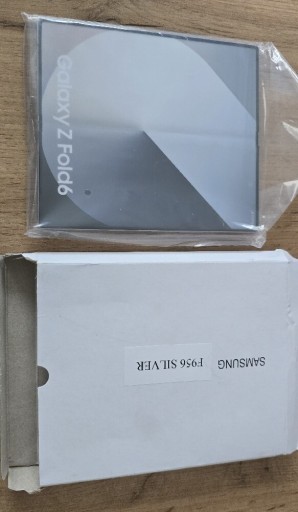 Galaxy Z Fold6
SAMSUNG
F956 SILVER